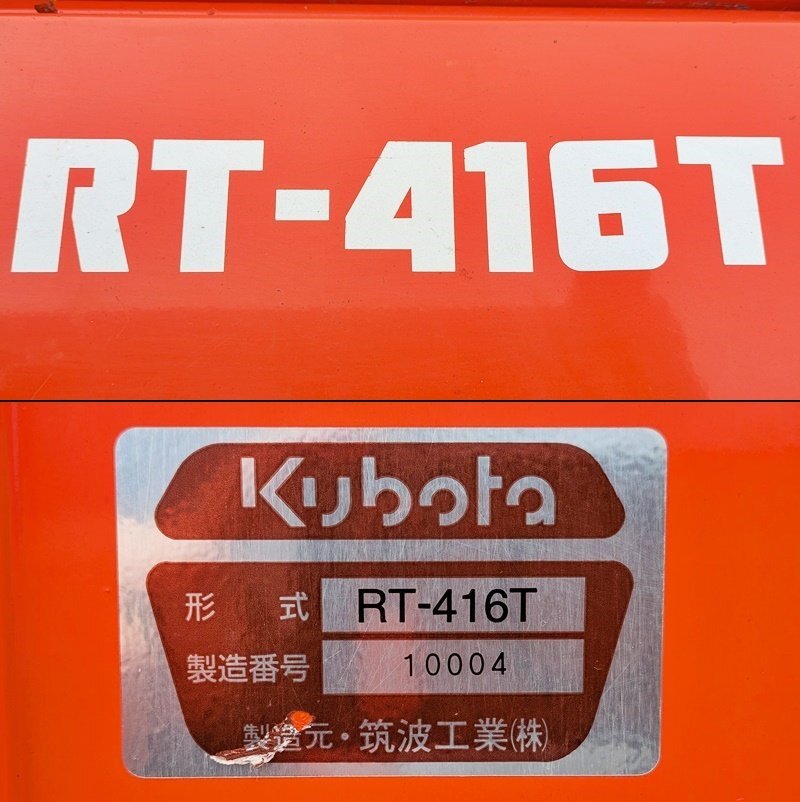 RT-416T
Kubota
形 式 RT-416T
製造番号 10004
製造元・筑波工業(株)